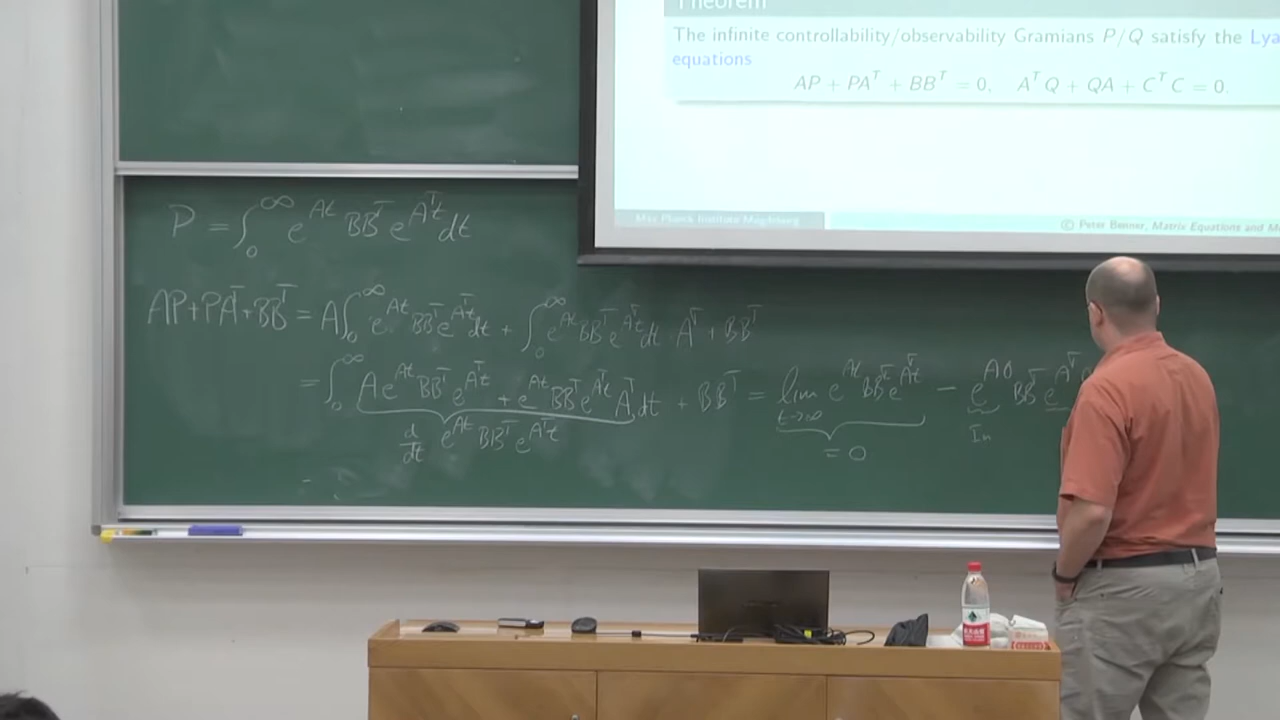 Theorem
The infinite controllability/observability Gramians P/Q satisfy the Lya
equations
AP + PA^T + BB^T = 0, A^T Q + QA + C^T C = 0.
Max Planck Institute Magdeburg
© Peter Benner, Matrix Equations and M
P = ∫_0^∞ e^{At} BB^T e^{A^T t} dt
AP+PA^T+BB^T = A∫_0^∞ e^{At} BB^T e^{A^T t} dt + ∫_0^∞ e^{At} BB^T e^{A^T t} dt · A^T + BB^T
= ∫_0^∞ A e^{At} BB^T e^{A^T t} + e^{At} BB^T e^{A^T t} A^T dt + BB^T = lim_{t→∞} e^{At} BB^T e^{A^T t} − e^{A0} BB^T e^{A^T 0}
d/dt e^{At} BB^T e^{A^T t}
= 0
In